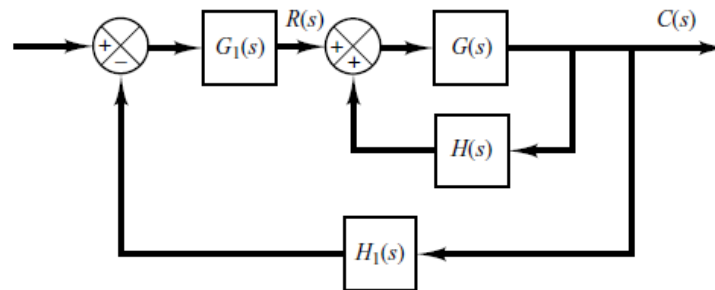 +
−
G₁(s)
R(s)
+
+
G(s)
C(s)
H(s)
H₁(s)